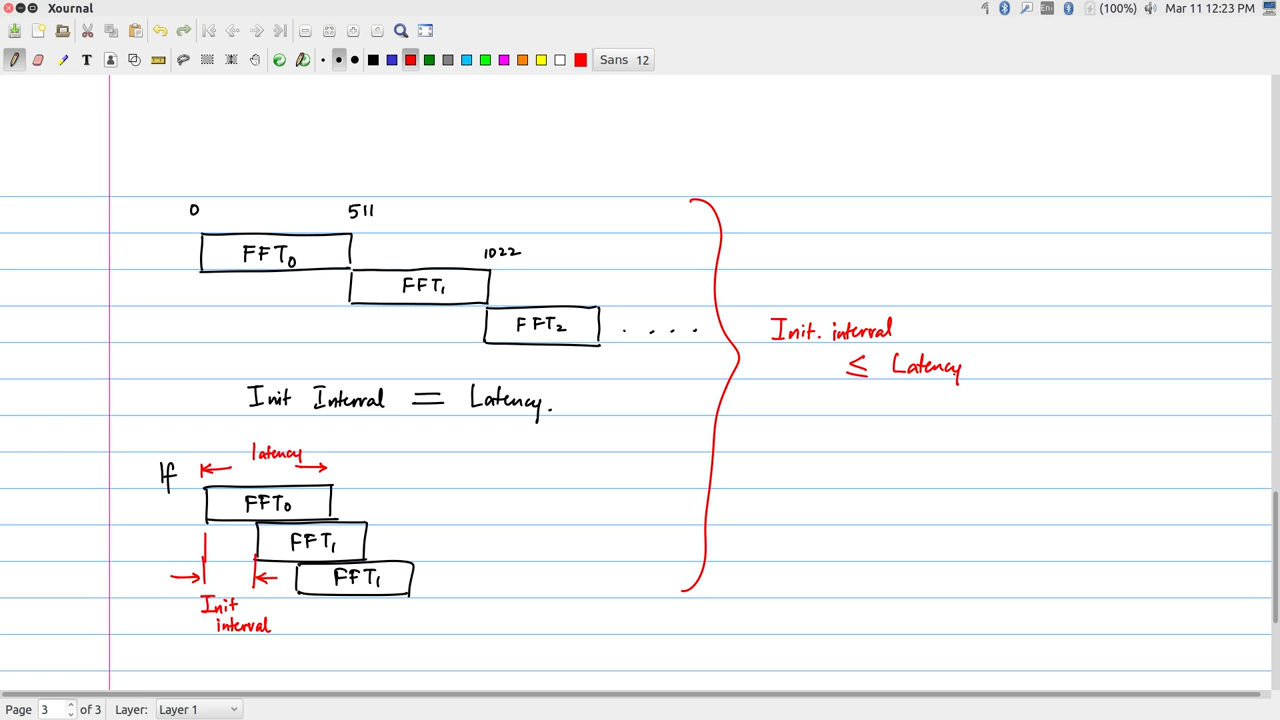 Xournal
(100%) Mar 11 12:23 PM
En
T
Sans 12
0 511
FFT0
1022
FFT1
FFT2 . . . .
Init. interval
≤ Latency
Init Interval = Latency.
latency
If
FFT0
FFT1
FFT1
Init
interval
Page 3 of 3 Layer: Layer 1